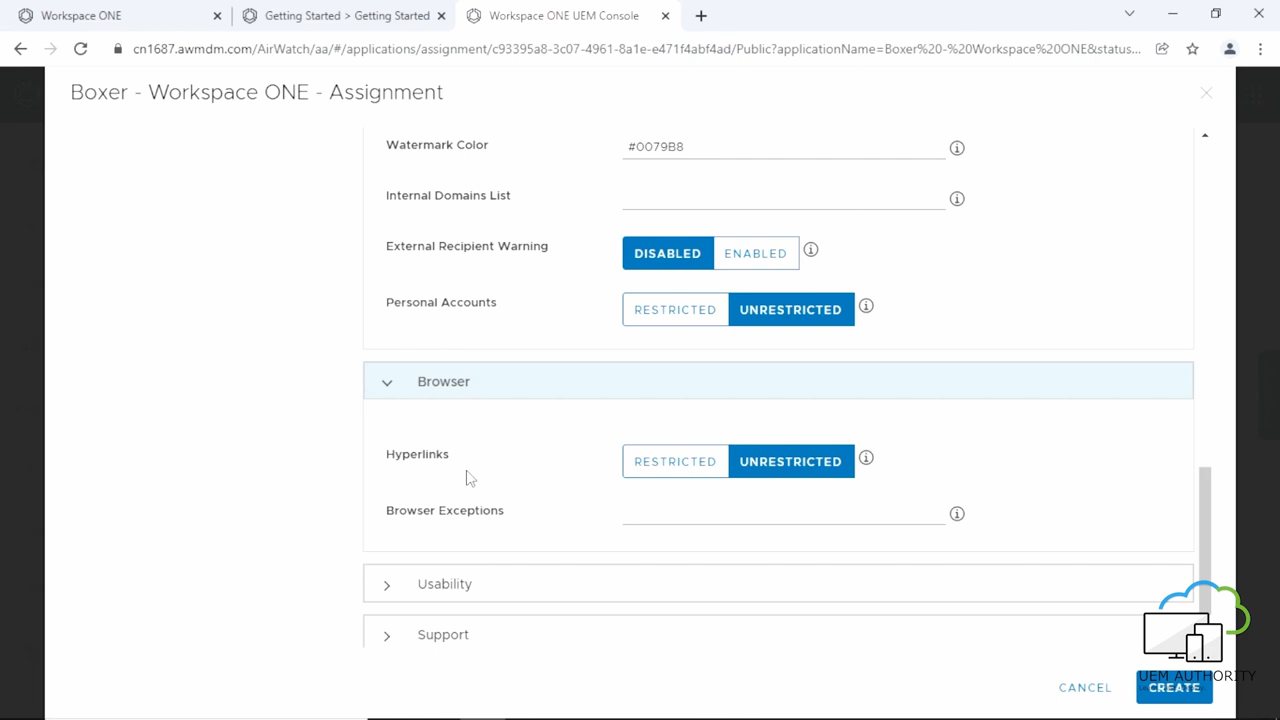 Workspace ONE
Getting Started > Getting Started
Workspace ONE UEM Console
cn1687.awmdm.com/AirWatch/aa/#/applications/assignment/c93395a8-3c07-4961-8a1e-e471f4abf4ad/Public?applicationName=Boxer%20-%20Workspace%20ONE&status...
Boxer - Workspace ONE - Assignment
Watermark Color #0079B8
Internal Domains List
External Recipient Warning DISABLED ENABLED
Personal Accounts RESTRICTED UNRESTRICTED
Browser
Hyperlinks RESTRICTED UNRESTRICTED
Browser Exceptions
Usability
Support
UEM AUTHORITY
CANCEL CREATE